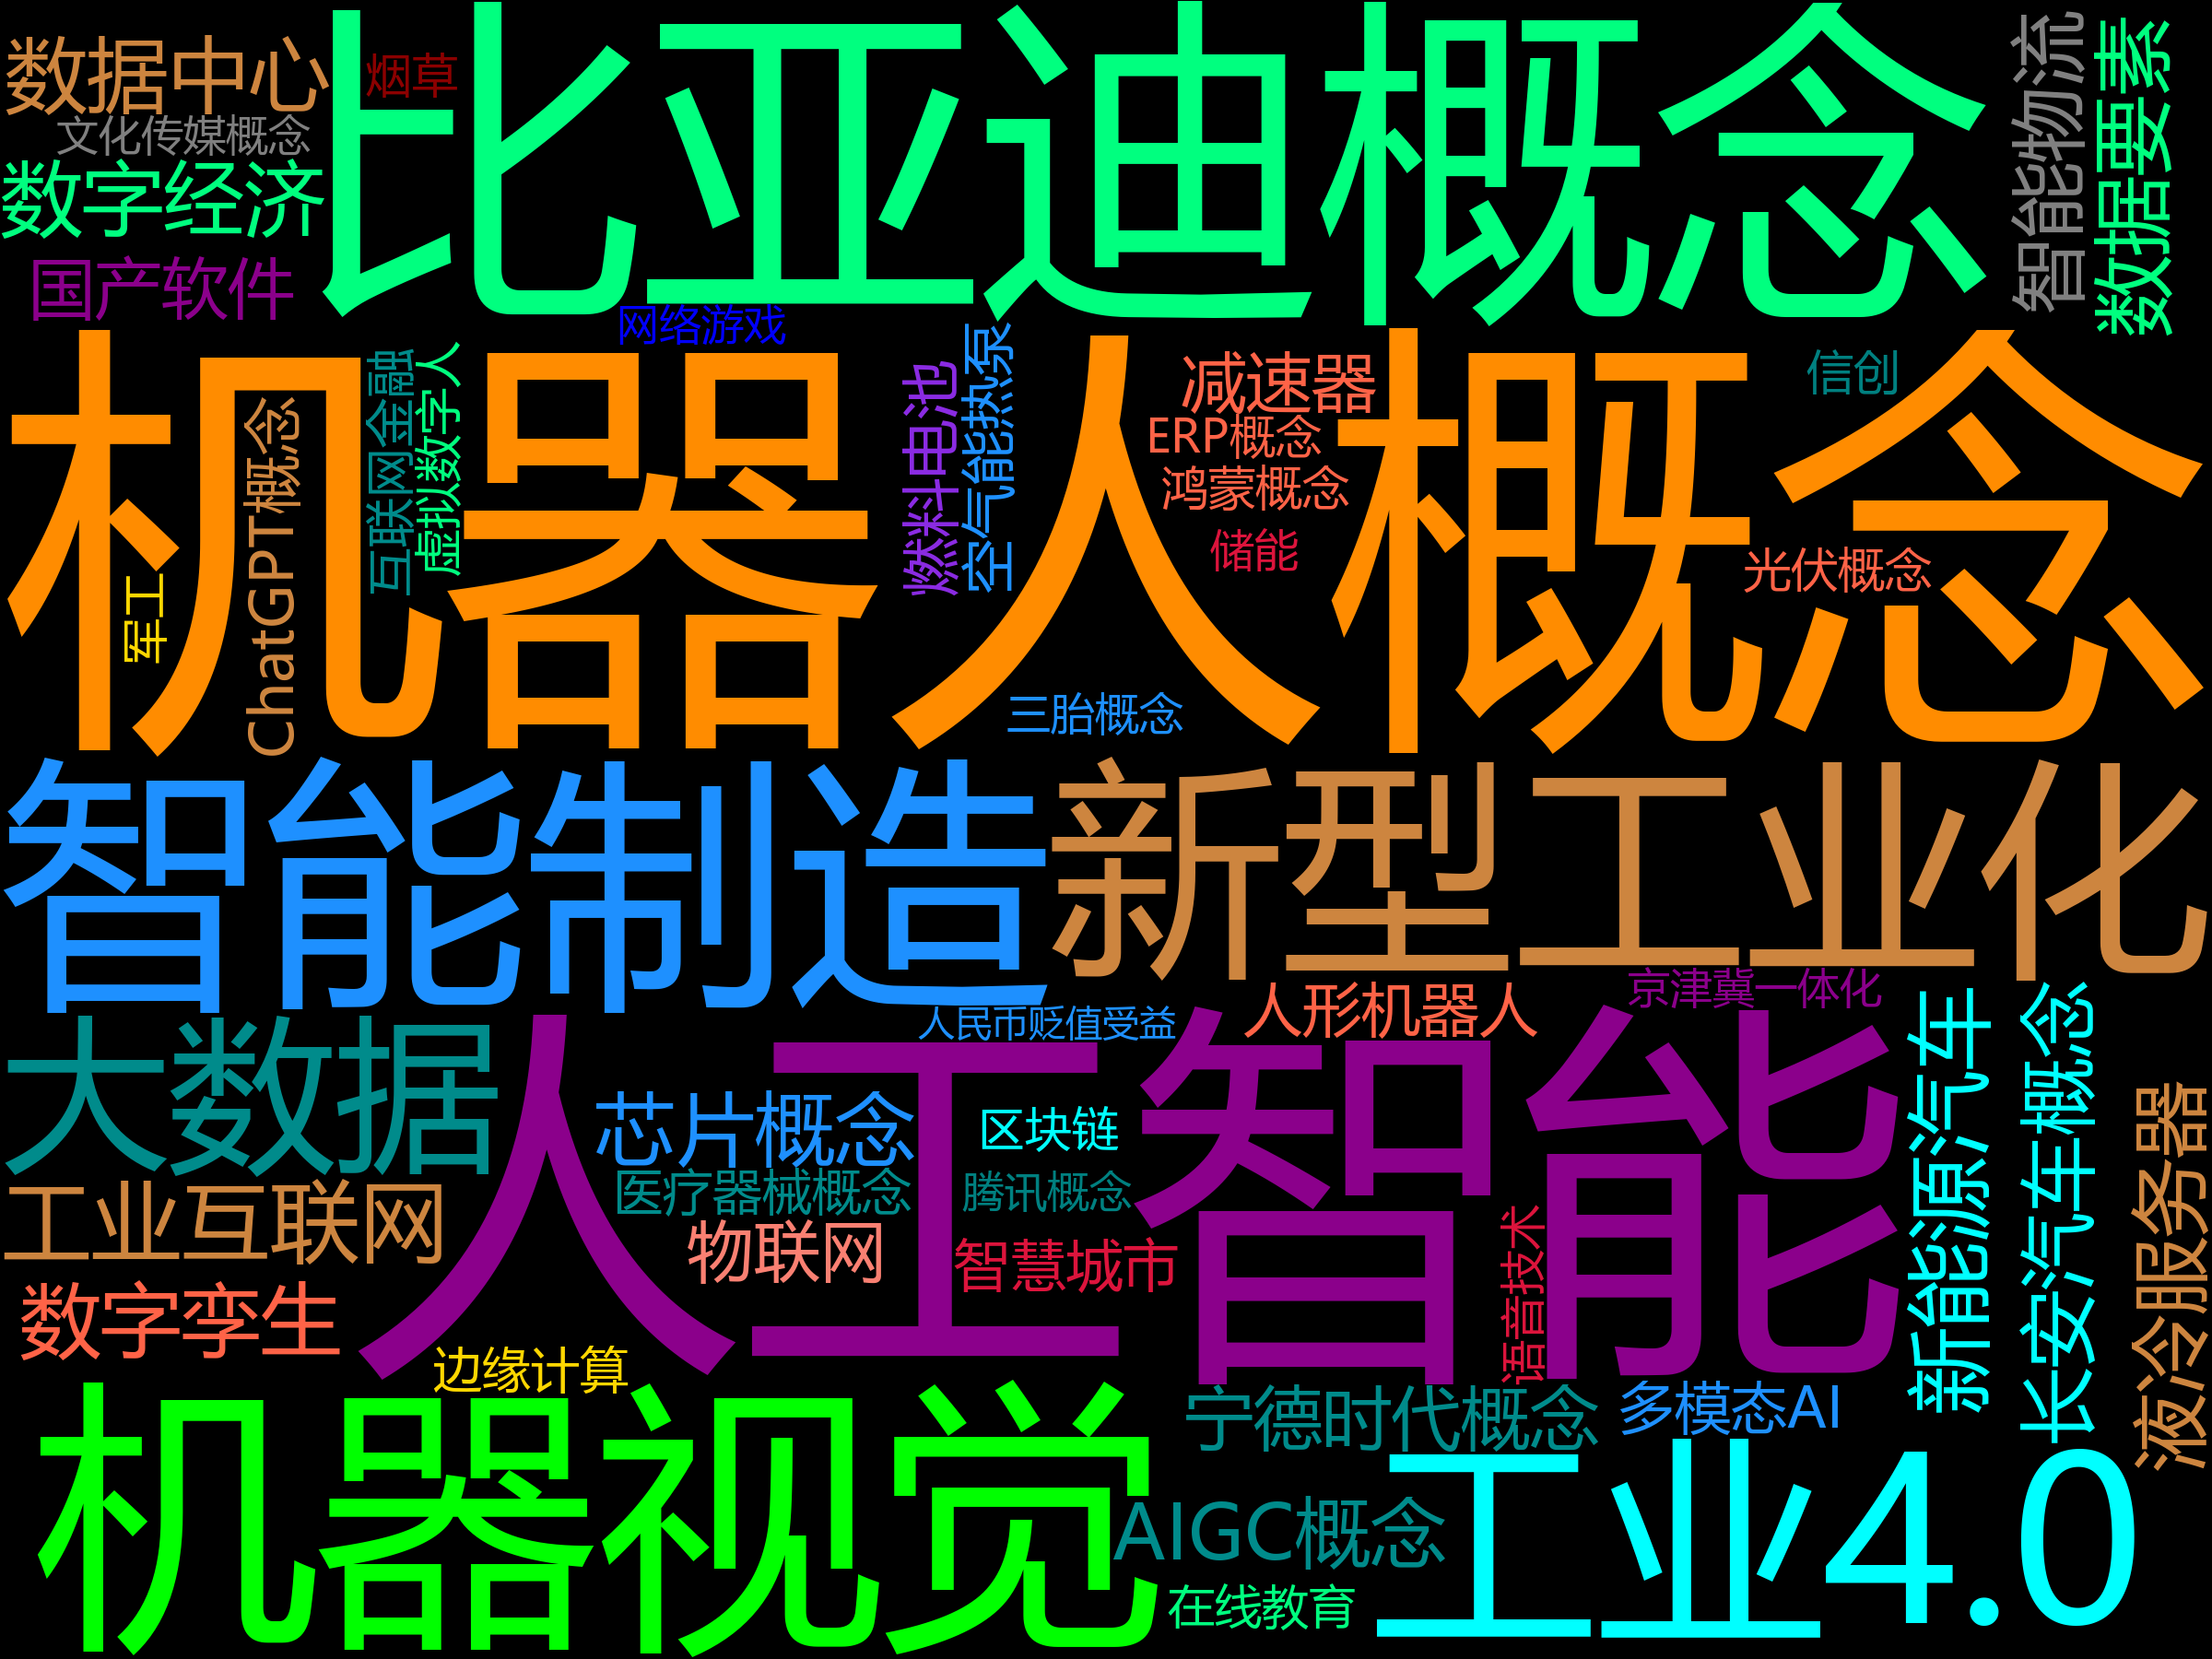 数据中心
烟草
比亚迪概念
智能物流
数据要素
文化传媒概念
数字经济
国产软件
网络游戏
机器人概念
互联网金融
虚拟数字人
燃料电池
空气能热泵
减速器
信创
ChatGPT概念
ERP概念
鸿蒙概念
储能
光伏概念
军工
三胎概念
智能制造
新型工业化
京津冀一体化
人形机器人
人民币贬值受益
大数据
人工智能
新能源汽车
长安汽车概念
液冷服务器
芯片概念
区块链
医疗器械概念
腾讯概念
工业互联网
物联网
智慧城市
语音技术
数字孪生
边缘计算
机器视觉
宁德时代概念
多模态AI
工业4.0
AIGC概念
在线教育